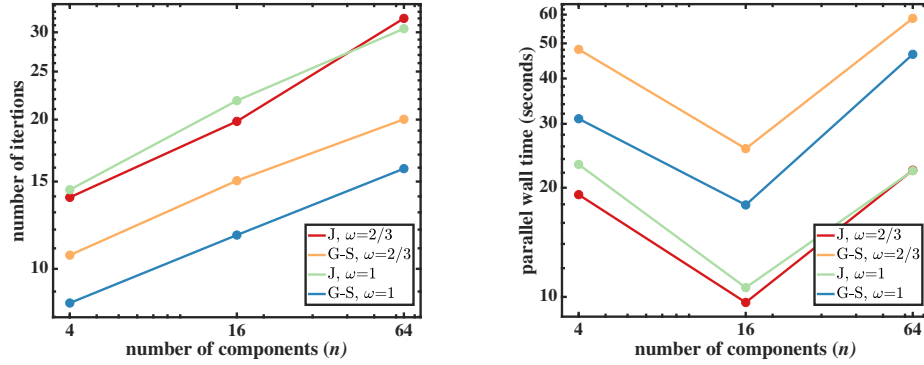 30
25
20
15
10
number of itertions
4
16
64
number of components (n)
J, ω=2/3
G-S, ω=2/3
J, ω=1
G-S, ω=1
60
50
40
30
20
10
parallel wall time (seconds)
4
16
64
number of components (n)
J, ω=2/3
G-S, ω=2/3
J, ω=1
G-S, ω=1